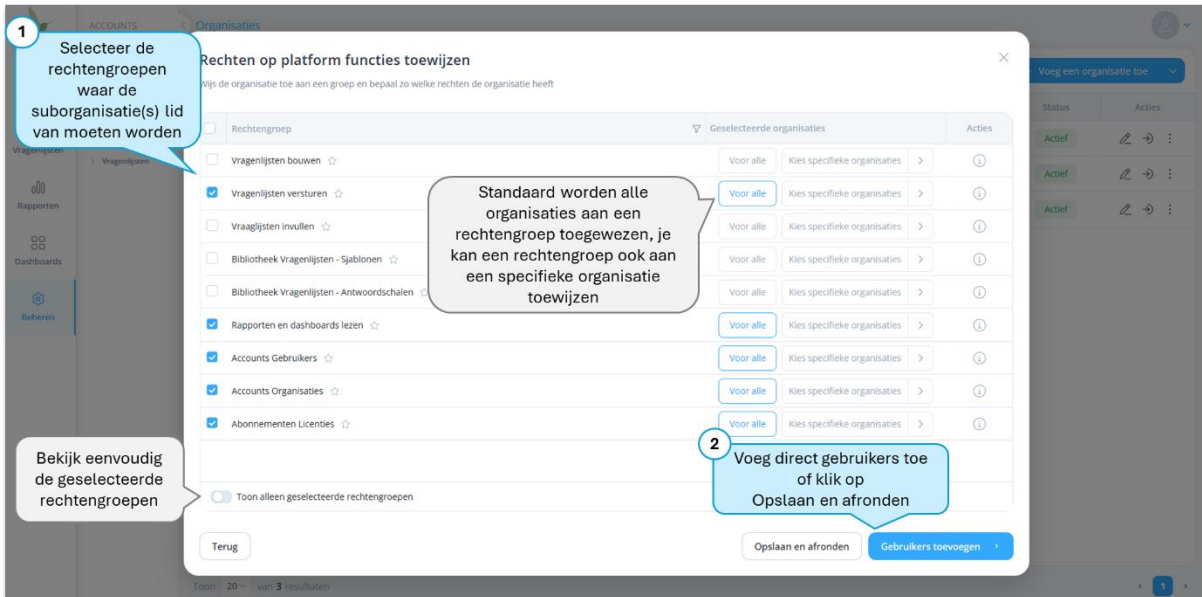 ACCOUNTS
Organisaties
1
Selecteer de
rechtengroepen
waar de
suborganisatie(s) lid
van moeten worden
Vragenlijsten
Vragenlijsten
Rapporten
Dashboards
Beheren
Rechten op platform functies toewijzen
Wijs de organisatie toe aan een groep en bepaal zo welke rechten de organisatie heeft
Voeg een organisatie toe
Status Acties
Actief
Actief
Actief
Rechtengroep Geselecteerde organisaties Acties
Vragenlijsten bouwen Voor alle Kies specifieke organisaties
Vragenlijsten versturen Voor alle Kies specifieke organisaties
Vraaglijsten invullen Voor alle Kies specifieke organisaties
Bibliotheek Vragenlijsten - Sjablonen Voor alle Kies specifieke organisaties
Bibliotheek Vragenlijsten - Antwoordschalen Voor alle Kies specifieke organisaties
Rapporten en dashboards lezen Voor alle Kies specifieke organisaties
Accounts Gebruikers Voor alle Kies specifieke organisaties
Accounts Organisaties Voor alle Kies specifieke organisaties
Abonnementen Licenties Voor alle Kies specifieke organisaties
Standaard worden alle
organisaties aan een
rechtengroep toegewezen, je
kan een rechtengroep ook aan
een specifieke organisatie
toewijzen
Bekijk eenvoudig
de geselecteerde
rechtengroepen
2
Voeg direct gebruikers toe
of klik op
Opslaan en afronden
Toon alleen geselecteerde rechtengroepen
Terug Opslaan en afronden Gebruikers toevoegen
Toon 20 van 3 resultaten 1